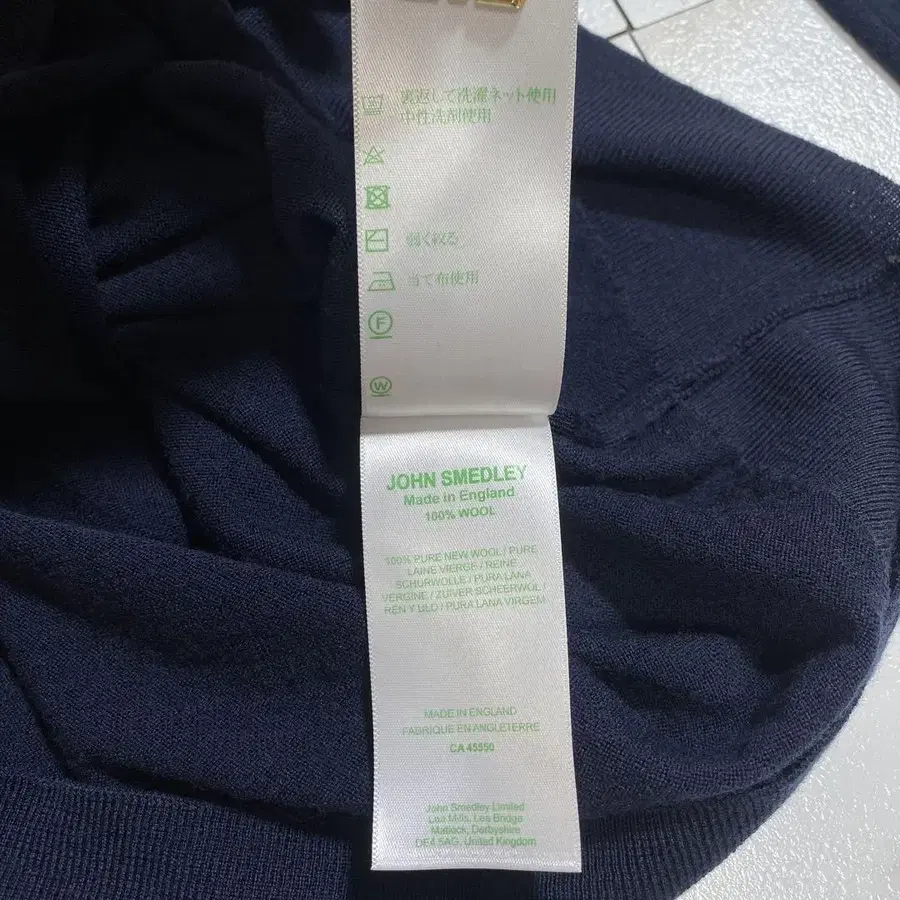 裏返して洗濯ネット使用
中性洗剤使用
弱く絞る
当て布使用
F
W
JOHN SMEDLEY
Made in England
100% WOOL
100% PURE NEW WOOL / PURE
LAINE VIERGE / REINE
SCHURWOLLE / PURA LANA
VERGINE / ZUIVER SCHEERWOL
REN Y ULD / PURA LANA VIRGEM
MADE IN ENGLAND
FABRIQUE EN ANGLETERRE
CA 45550
John Smedley Limited
Lea Mills, Lea Bridge
Matlock, Derbyshire
DE4 5AG, United Kingdom